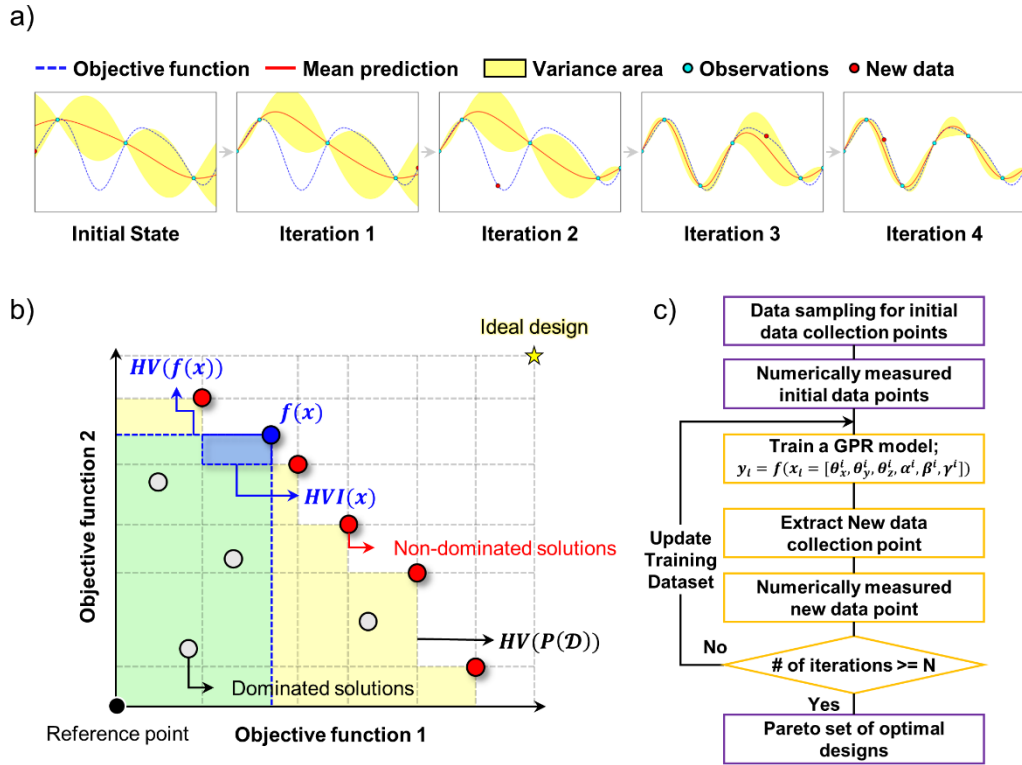 a)
Objective function Mean prediction Variance area Observations New data
Initial State Iteration 1 Iteration 2 Iteration 3 Iteration 4
b)
Ideal design
HV(f(x))
f(x)
HVI(x)
Non-dominated solutions
HV(P(𝒟))
Dominated solutions
Reference point
Objective function 1
Objective function 2
c)
Data sampling for initial
data collection points
Numerically measured
initial data points
Train a GPR model;
y_i = f(x_i = [θ_x^i, θ_y^i, θ_z^i, α^i, β^i, γ^i])
Extract New data
collection point
Update
Training
Dataset
Numerically measured
new data point
No
# of iterations >= N
Yes
Pareto set of optimal
designs